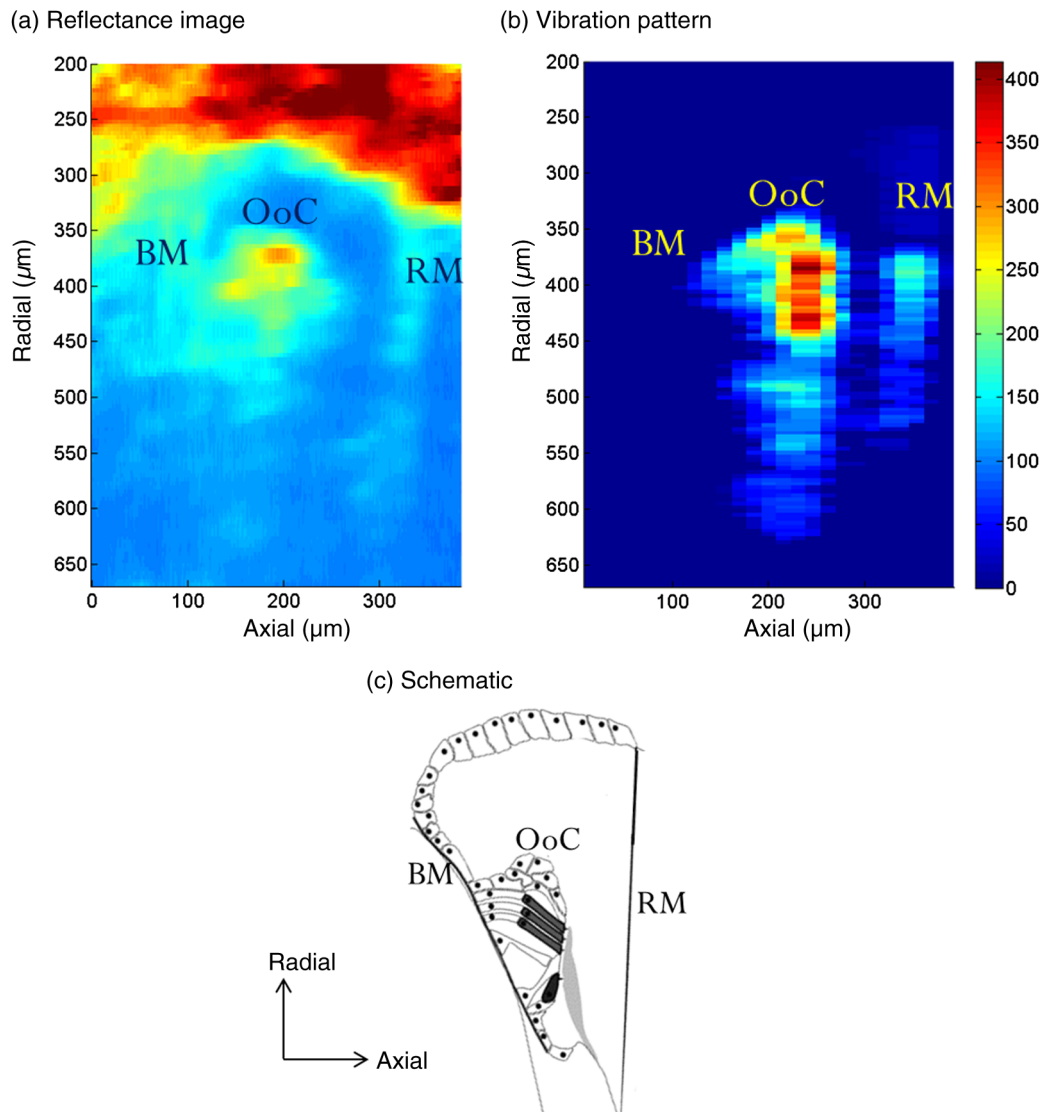 (a) Reflectance image
200
250
300
350
400
450
500
550
600
650
Radial (µm)
OoC
BM
RM
0 100 200 300
Axial (µm)
(b) Vibration pattern
200
250
300
350
400
450
500
550
600
650
Radial (µm)
OoC
RM
BM
100 200 300
Axial (µm)
400
350
300
250
200
150
100
50
0
(c) Schematic
OoC
BM
RM
Radial
Axial